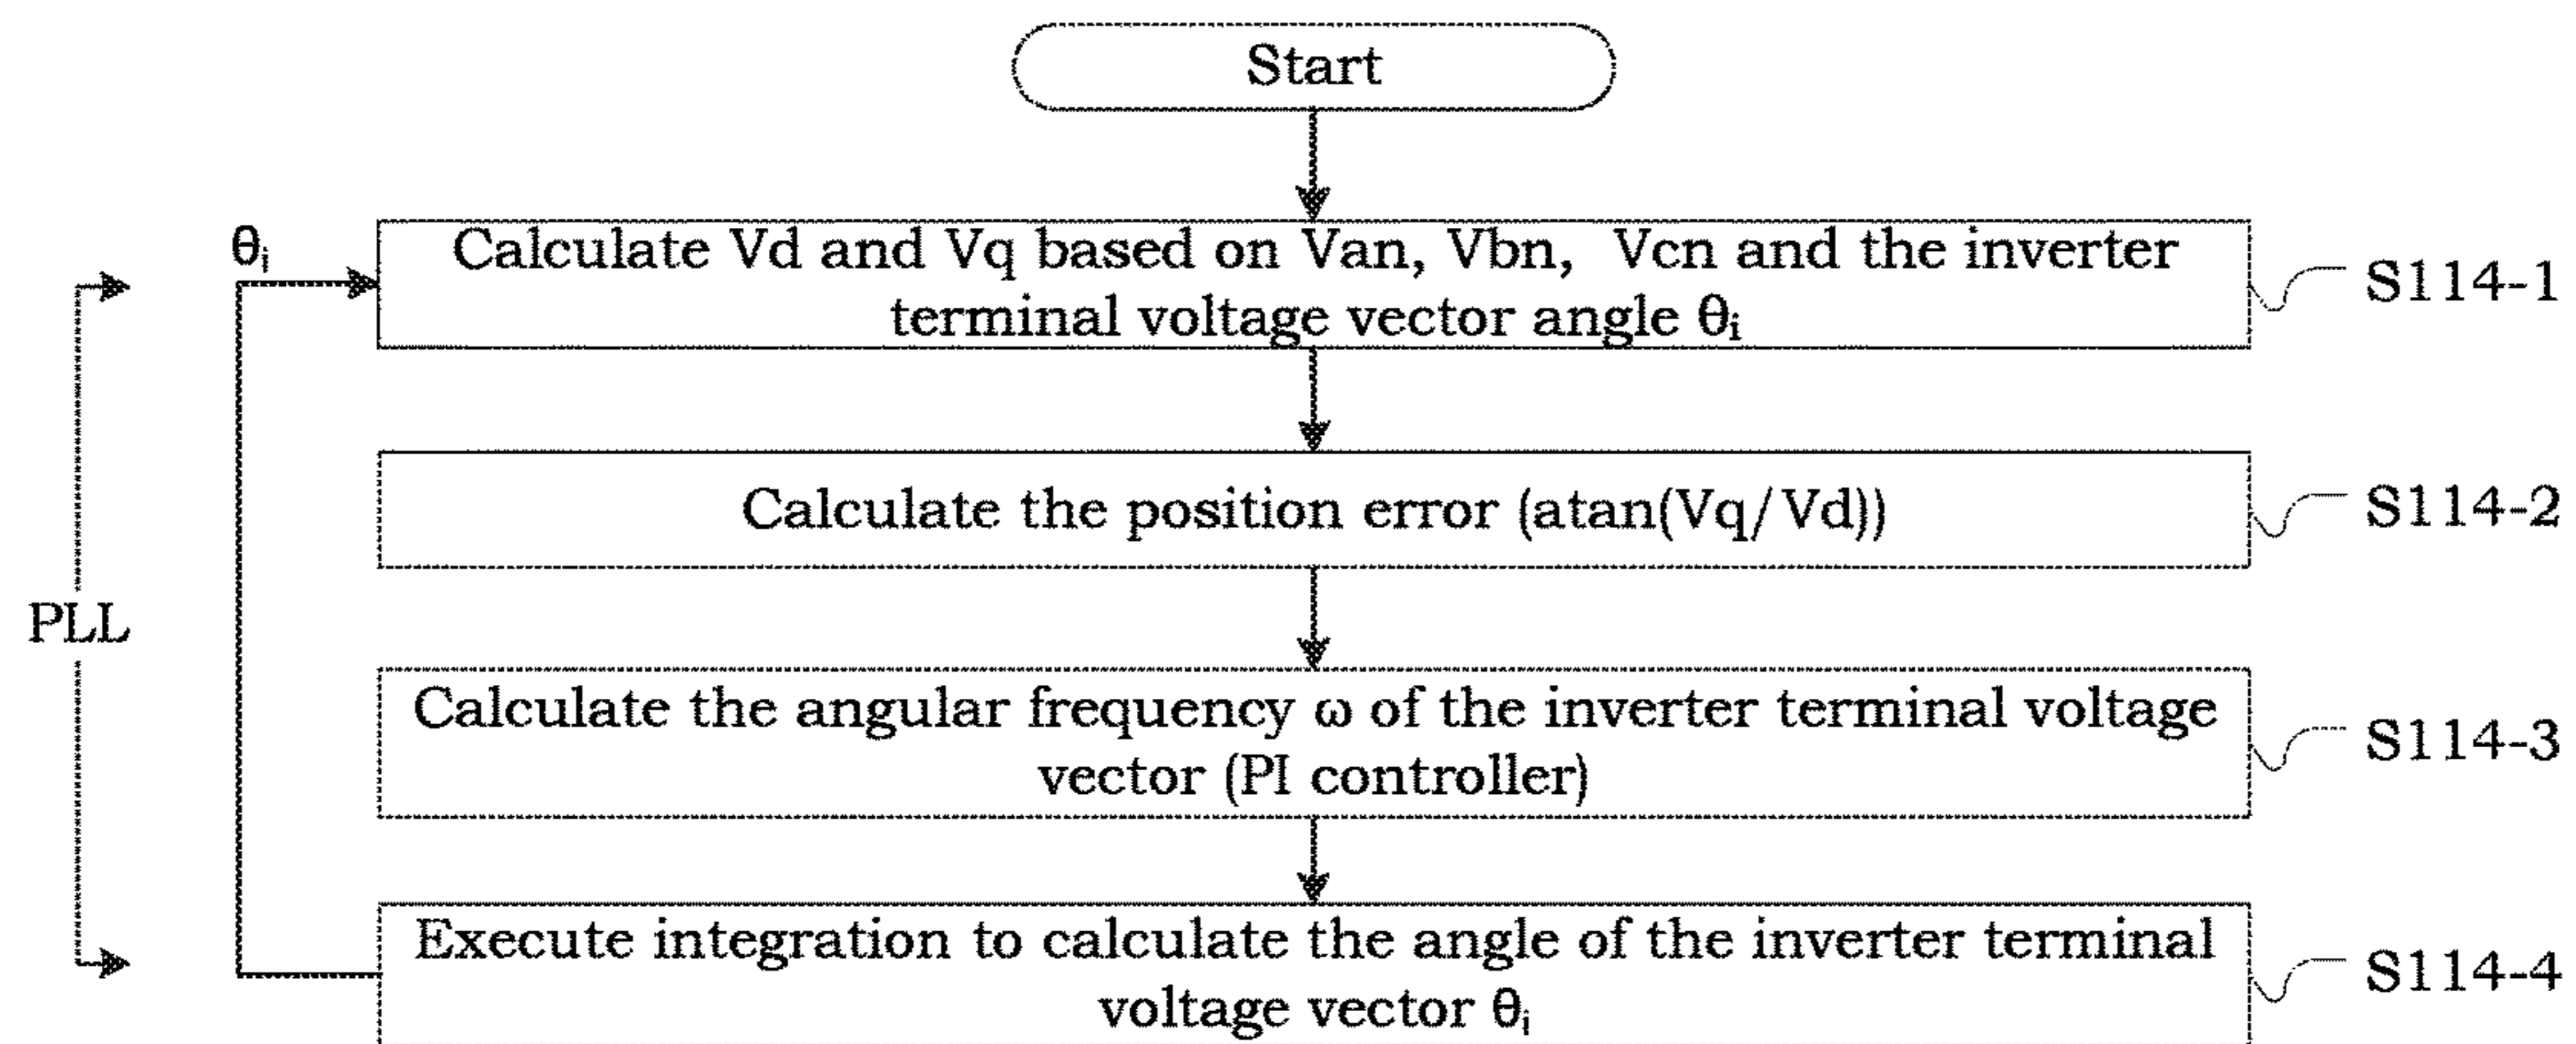 Start
θi
Calculate Vd and Vq based on Van, Vbn, Vcn and the inverter
terminal voltage vector angle θi
S114-1
Calculate the position error (atan(Vq/Vd))
S114-2
PLL
Calculate the angular frequency ω of the inverter terminal voltage
vector (PI controller)
S114-3
Execute integration to calculate the angle of the inverter terminal
voltage vector θi
S114-4